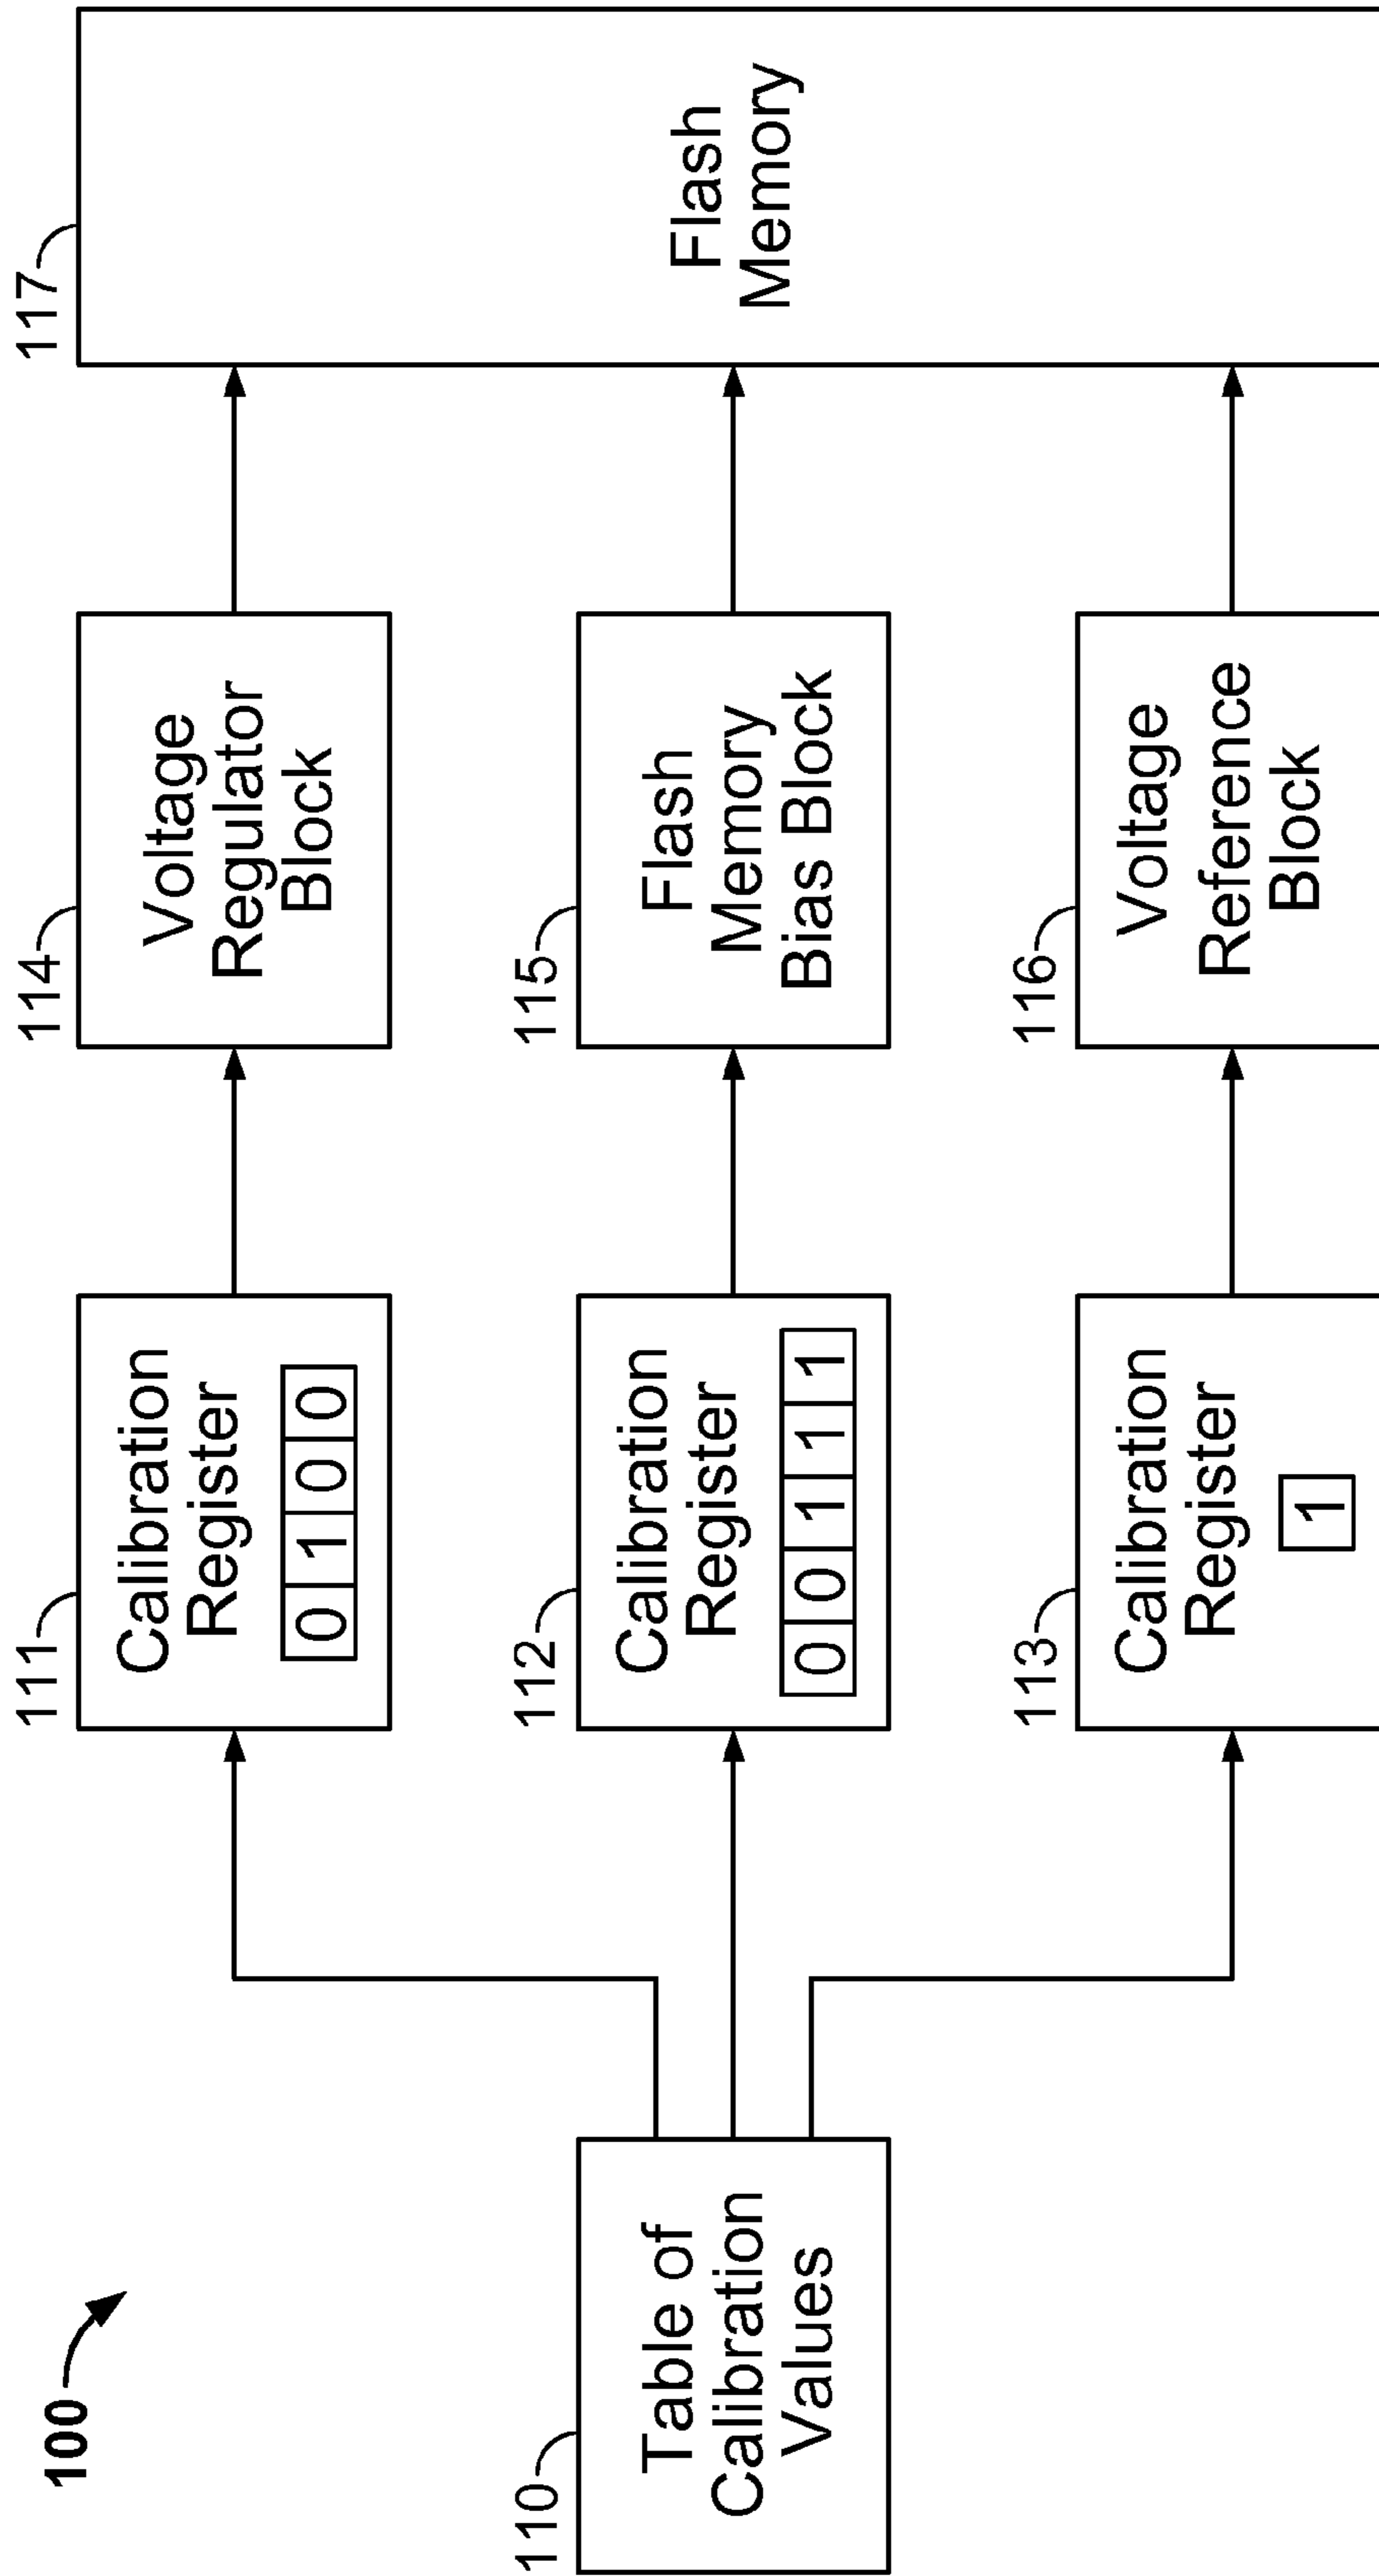 100
110
Table of
Calibration
Values
111
Calibration
Register
0 1 0 0
112
Calibration
Register
0 0 1 1 1
113
Calibration
Register
1
114
Voltage
Regulator
Block
115
Flash
Memory
Bias Block
116
Voltage
Reference
Block
117
Flash
Memory